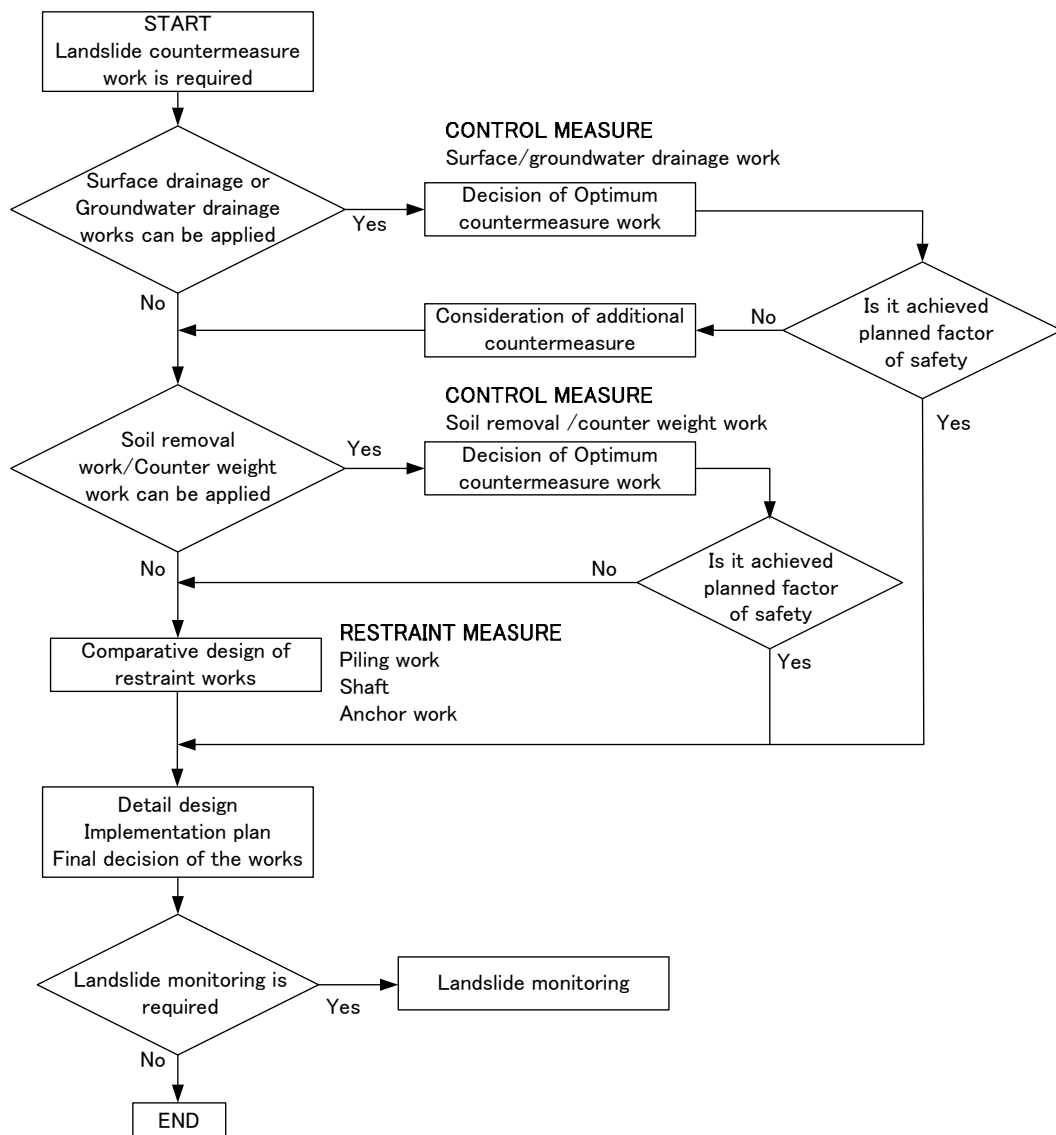 START
Landslide countermeasure
work is required
CONTROL MEASURE
Surface/groundwater drainage work
Surface drainage or
Groundwater drainage
works can be applied
Yes
Decision of Optimum
countermeasure work
No
Consideration of additional
countermeasure
No
Is it achieved
planned factor
of safety
Yes
CONTROL MEASURE
Soil removal /counter weight work
Soil removal
work/Counter weight
work can be applied
Yes
Decision of Optimum
countermeasure work
No
No
Is it achieved
planned factor
of safety
Yes
Comparative design of
restraint works
RESTRAINT MEASURE
Piling work
Shaft
Anchor work
Detail design
Implementation plan
Final decision of the works
Landslide monitoring is
required
Yes
Landslide monitoring
No
END